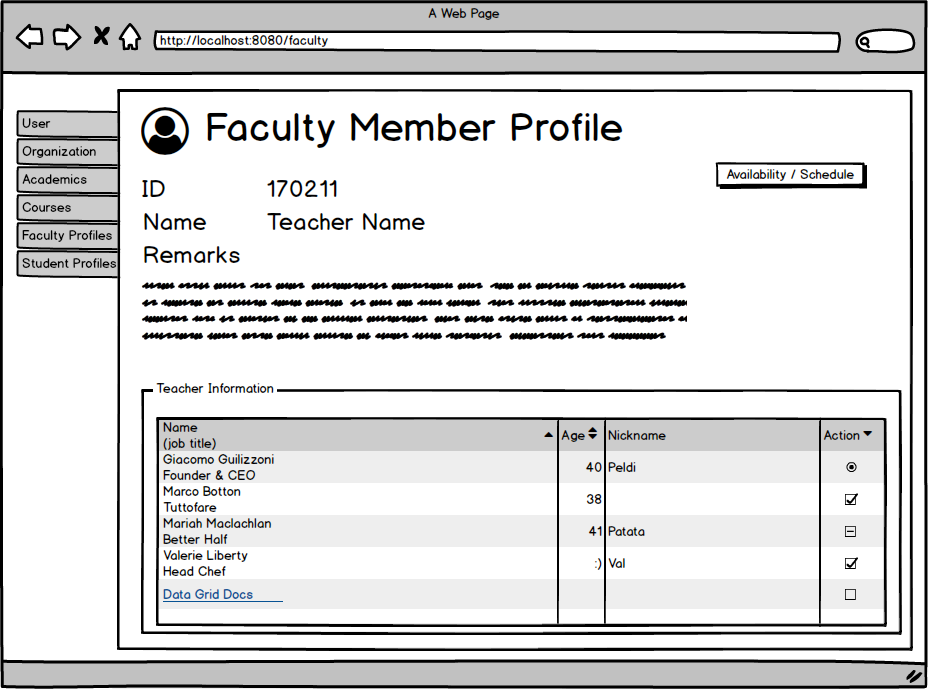 A Web Page
http://localhost:8080/faculty
User
Organization
Academics
Courses
Faculty Profiles
Student Profiles
Faculty Member Profile
Availability / Schedule
ID 170211
Name Teacher Name
Remarks
Teacher Information
Name
(job title) Age Nickname Action
Giacomo Guilizzoni
Founder & CEO 40 Peldi
Marco Botton
Tuttofare 38
Mariah Maclachlan
Better Half 41 Patata
Valerie Liberty
Head Chef :) Val
Data Grid Docs